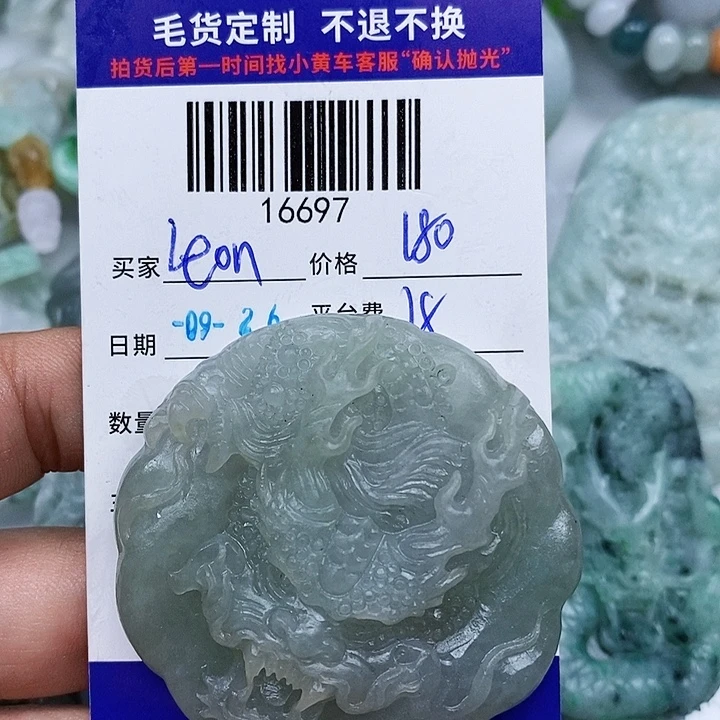 毛货定制 不退不换
拍货后第一时间找小黄车客服“确认抛光”
16697
买家 Leon 价格 180
日期 -09-26 平台费 18
数量